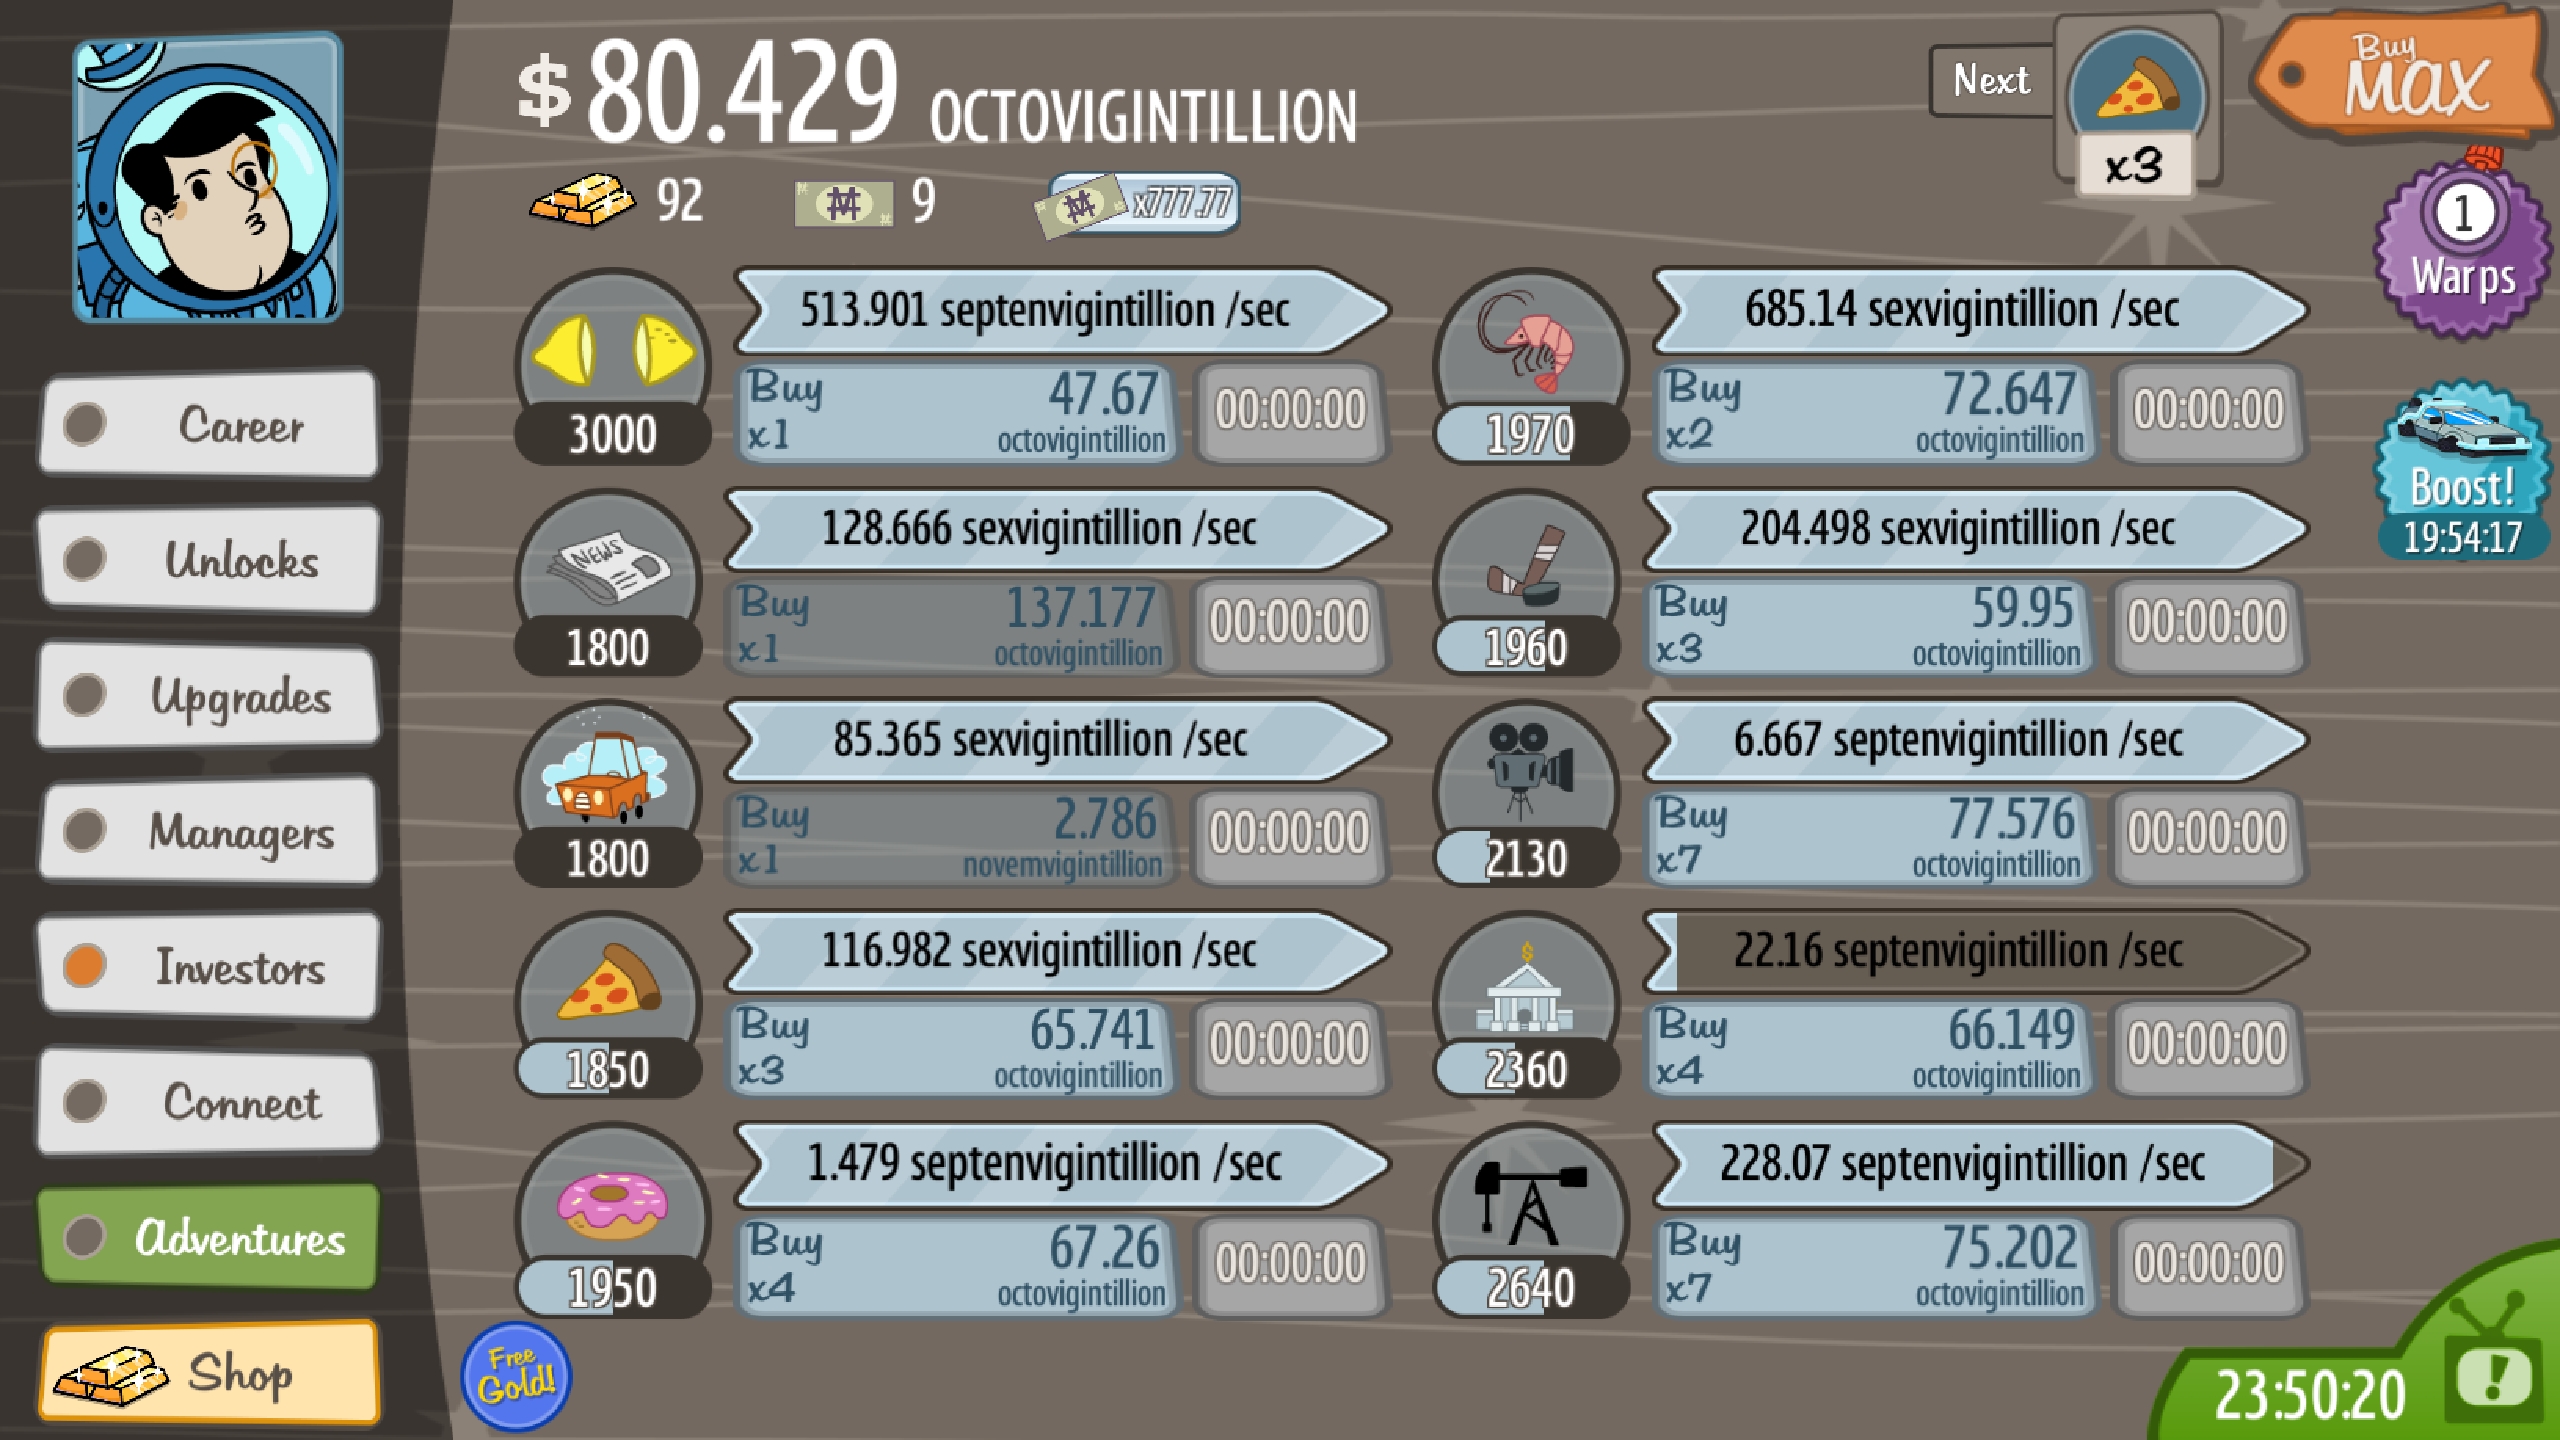 $80.429 OCTOVIGINTILLION
92
9
x777.77
Next
x3
Buy
MAX
1
Warps
Boost!
19:54:17
Career
Unlocks
Upgrades
Managers
Investors
Connect
Adventures
Shop
513.901 septenvigintillion /sec
3000
Buy
x1
47.67
octovigintillion
00:00:00
NEWS
128.666 sexvigintillion /sec
1800
Buy
x1
137.177
octovigintillion
00:00:00
85.365 sexvigintillion /sec
1800
Buy
x1
2.786
novemvigintillion
00:00:00
116.982 sexvigintillion /sec
1850
Buy
x3
65.741
octovigintillion
00:00:00
1.479 septenvigintillion /sec
1950
Buy
x4
67.26
octovigintillion
00:00:00
685.14 sexvigintillion /sec
1970
Buy
x2
72.647
octovigintillion
00:00:00
204.498 sexvigintillion /sec
1960
Buy
x3
59.95
octovigintillion
00:00:00
6.667 septenvigintillion /sec
2130
Buy
x7
77.576
octovigintillion
00:00:00
$
22.16 septenvigintillion /sec
2360
Buy
x4
66.149
octovigintillion
00:00:00
228.07 septenvigintillion /sec
2640
Buy
x7
75.202
octovigintillion
00:00:00
Free
Gold!
23:50:20
!